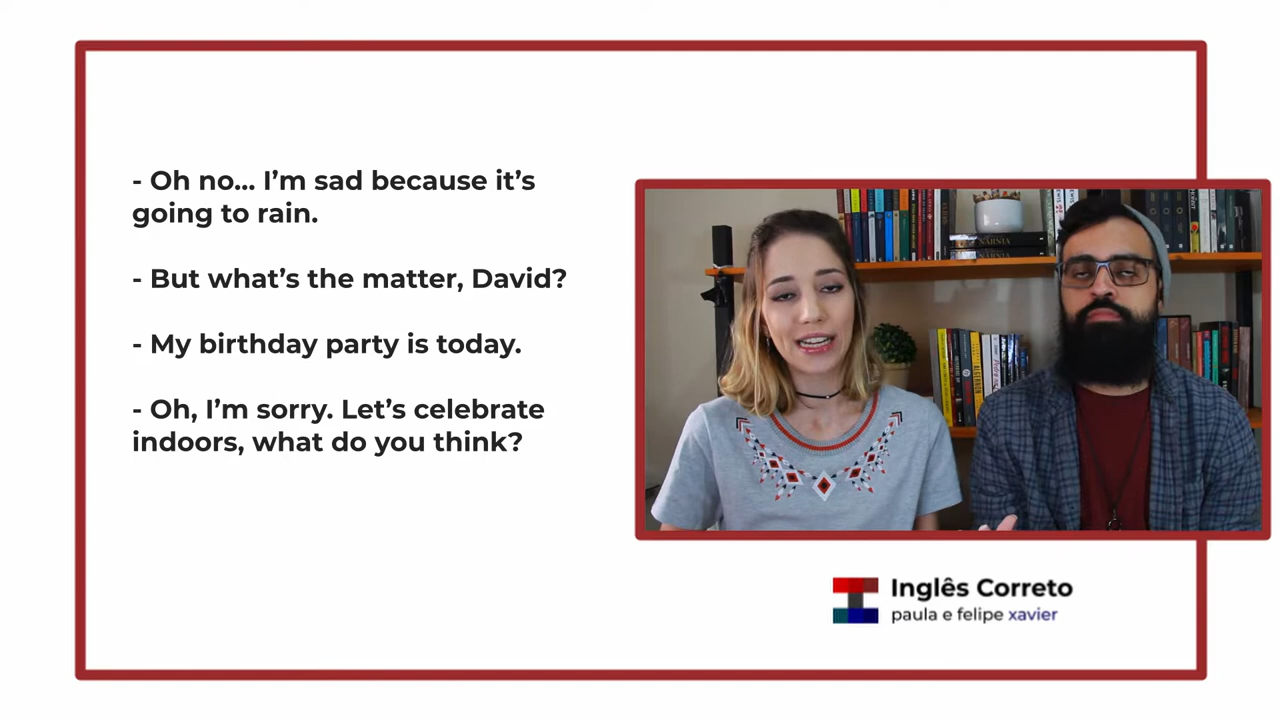 - Oh no... I'm sad because it's
going to rain.
- But what's the matter, David?
- My birthday party is today.
- Oh, I'm sorry. Let's celebrate
indoors, what do you think?
NÁRNIA
Inglês Correto
paula e felipe xavier